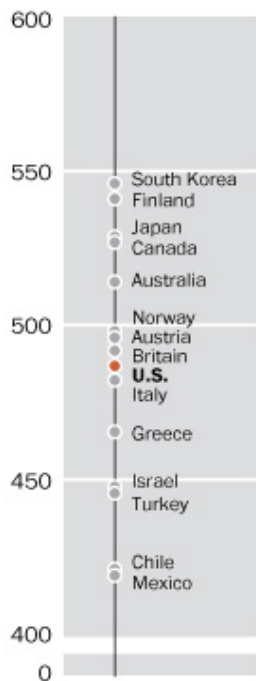 600
550
South Korea
Finland
Japan
Canada
Australia
500
Norway
Austria
Britain
U.S.
Italy
Greece
450
Israel
Turkey
Chile
Mexico
400
0